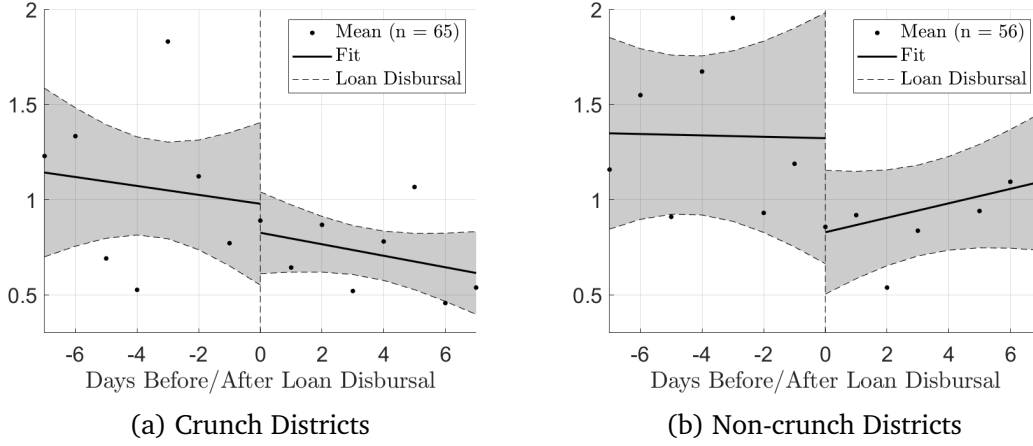 2
1.5
1
0.5
-6 -4 -2 0 2 4 6
Days Before/After Loan Disbursal
Mean (n = 65)
Fit
Loan Disbursal
(a) Crunch Districts
2
1.5
1
0.5
-6 -4 -2 0 2 4 6
Days Before/After Loan Disbursal
Mean (n = 56)
Fit
Loan Disbursal
(b) Non-crunch Districts